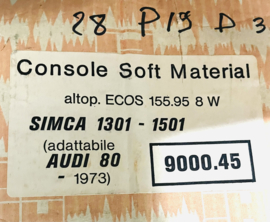 28 P19 D 3
Console Soft Material
altop. ECOS 155.95 8 W
SIMCA 1301 - 1501
(adattabile
AUDI 80
- 1973)
9000.45